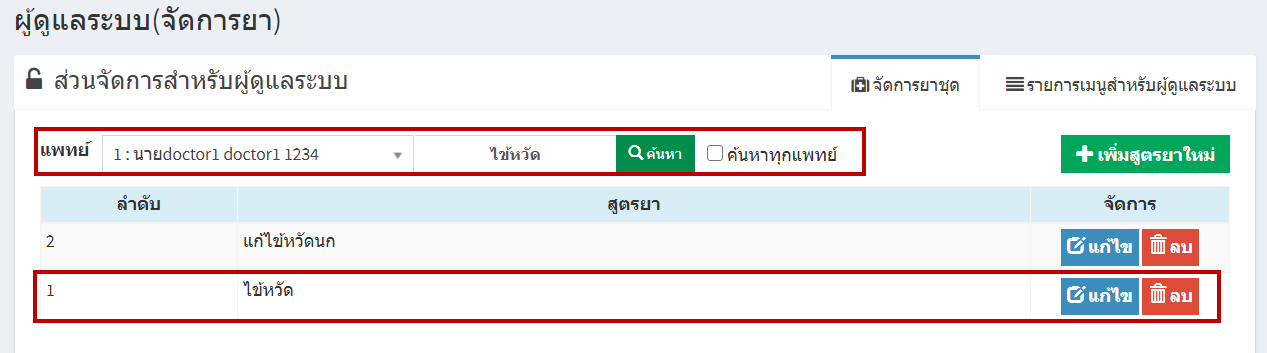 ผู้ดูแลระบบ(จัดการยา)
ส่วนจัดการสำหรับผู้ดูแลระบบ
จัดการยาชุด
รายการเมนูสำหรับผู้ดูแลระบบ
แพทย์ 1 : นายdoctor1 doctor1 1234 ไข้หวัด ค้นหา ค้นหาทุกแพทย์ เพิ่มสูตรยาใหม่
ลำดับ สูตรยา จัดการ
2 แก้ไข้หวัดนก แก้ไข ลบ
1 ไข้หวัด แก้ไข ลบ